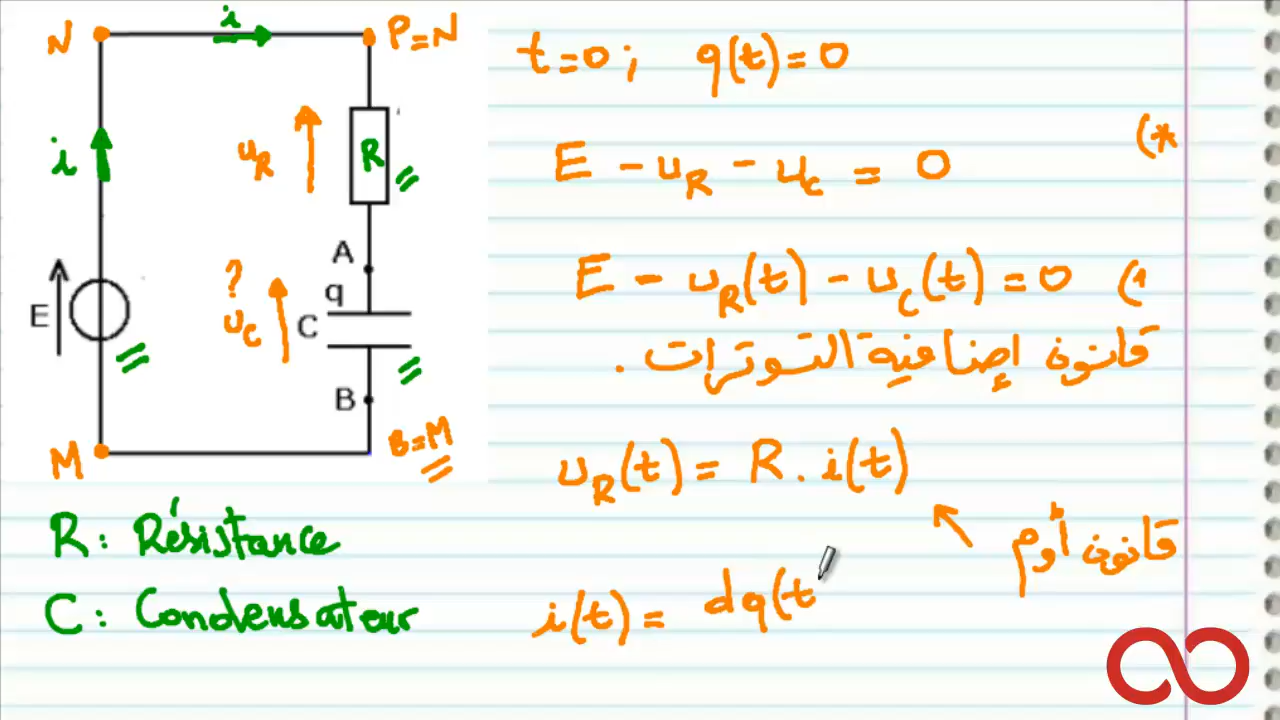 i
N
P=N
i
u_R
R
A
q
?
u_C
C
E
B
B=M
M
R: Résistance
C: Condensateur
t=0; q(t)=0
E - u_R - u_C = 0 (*
E - u_R(t) - u_C(t) = 0 (1
قانون إضافية التوترات .
u_R(t) = R . i(t)
قانون أوم
i(t) = dq(t